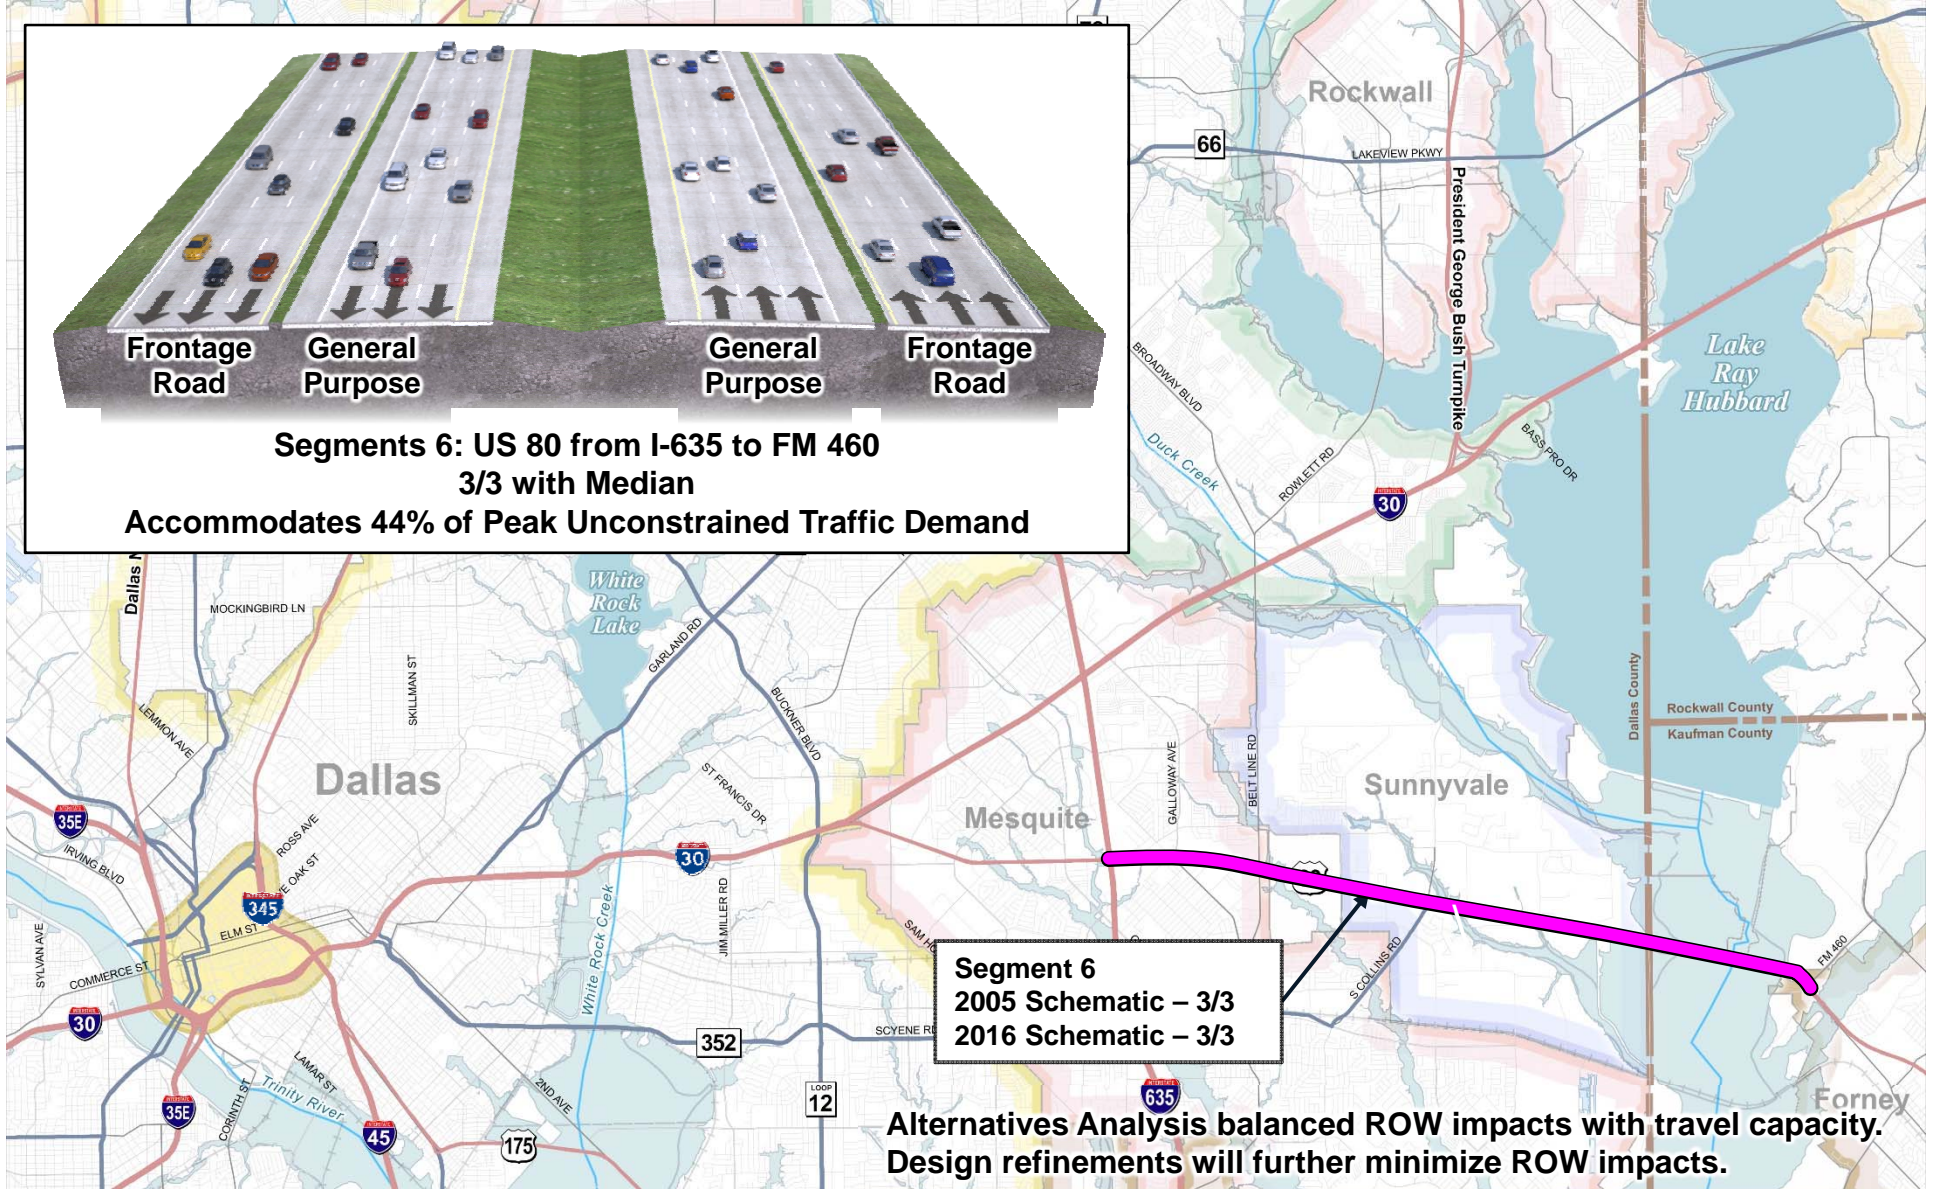 Frontage
Road
General
Purpose
General
Purpose
Frontage
Road
Segments 6: US 80 from I-635 to FM 460
3/3 with Median
Accommodates 44% of Peak Unconstrained Traffic Demand
Rockwall
66
LAKEVIEW PKWY
President George Bush Turnpike
Lake
Ray
Hubbard
BROADWAY BLVD
Duck Creek
ROWLETT RD
BASS PRO DR
INTERSTATE
30
Dallas
MOCKINGBIRD LN
White
Rock
Lake
GARLAND RD
SKILLMAN ST
LEMMON AVE
BUCKNER BLVD
Dallas County
Rockwall County
Kaufman County
Dallas
ST FRANCIS DR
Mesquite
GALLOWAY AVE
BELT LINE RD
Sunnyvale
35E
IRVING BLVD
ROSS AVE
OAK ST
345
ELM ST
30
JIM MILLER RD
White Rock Creek
SYLVAN AVE
COMMERCE ST
30
SAM
Segment 6
2005 Schematic – 3/3
2016 Schematic – 3/3
S COLLINS RD
FM 460
352
SCYENE RD
LOOP
12
LAMAR ST
Trinity River
CORINTH ST
35E
45
2ND AVE
175
INTERSTATE
635
Forney
Alternatives Analysis balanced ROW impacts with travel capacity.
Design refinements will further minimize ROW impacts.